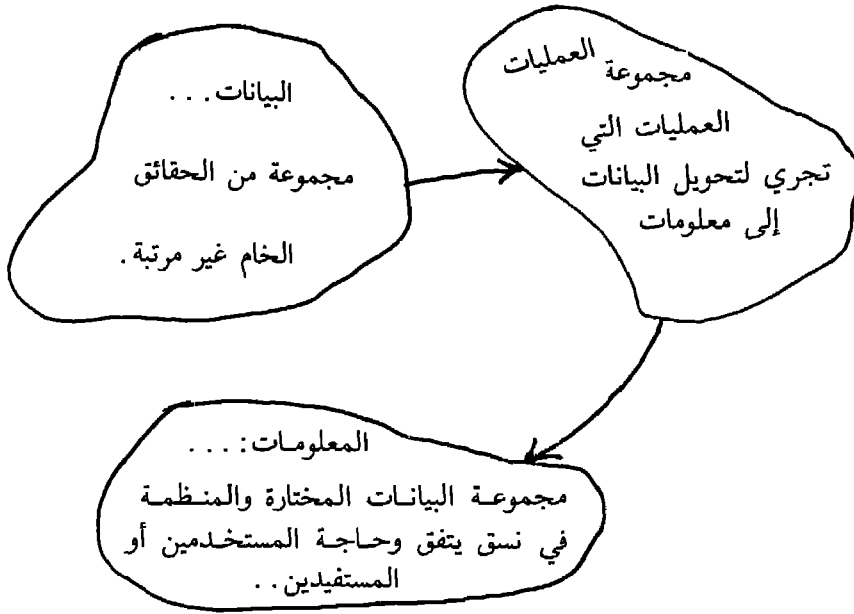 البيانات...
مجموعة من الحقائق
الخام غير مرتبة.
مجموعة العمليات
العمليات التي
تجري لتحويل البيانات
إلى معلومات
المعلومات:...
مجموعة البيانات المختارة والمنظمة
في نسق يتفق وحاجة المستخدمين أو
المستفيدين..